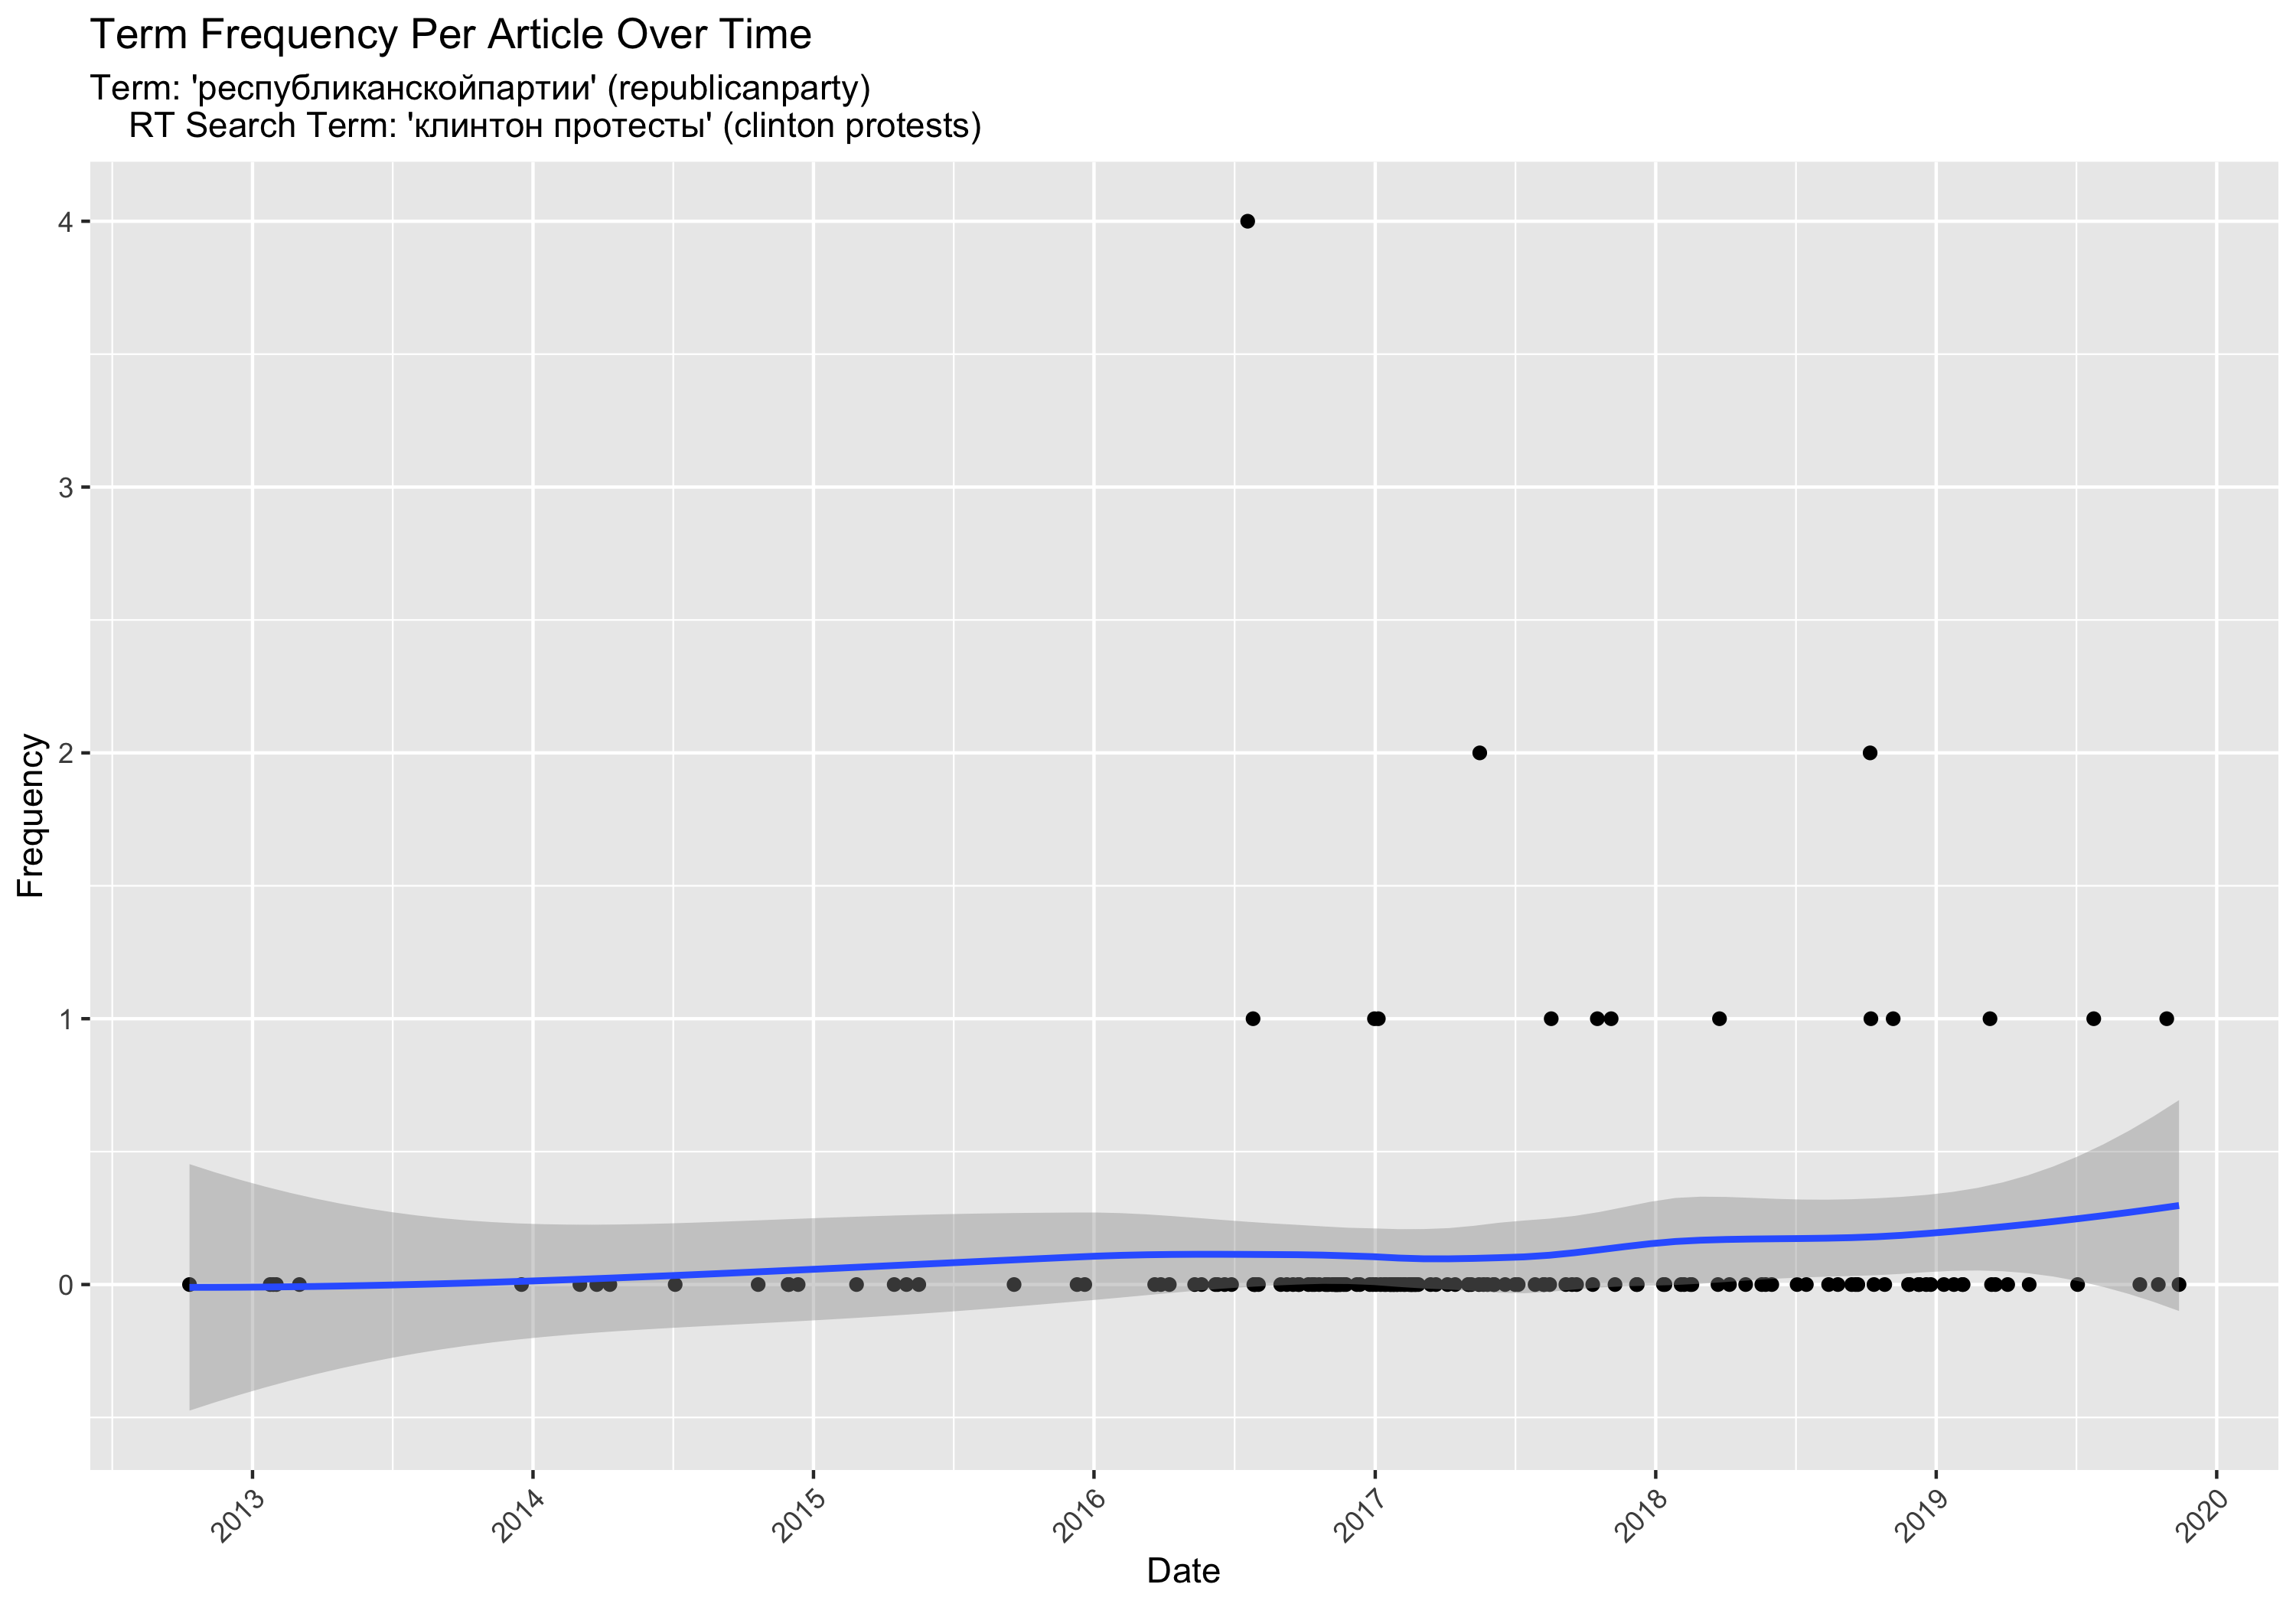 Term Frequency Per Article Over Time
Term: 'республиканскойпартии' (republicanparty)
RT Search Term: 'клинтон протесты' (clinton protests)
4
3
2
1
0
Frequency
2013
2014
2015
2016
2017
2018
2019
2020
Date